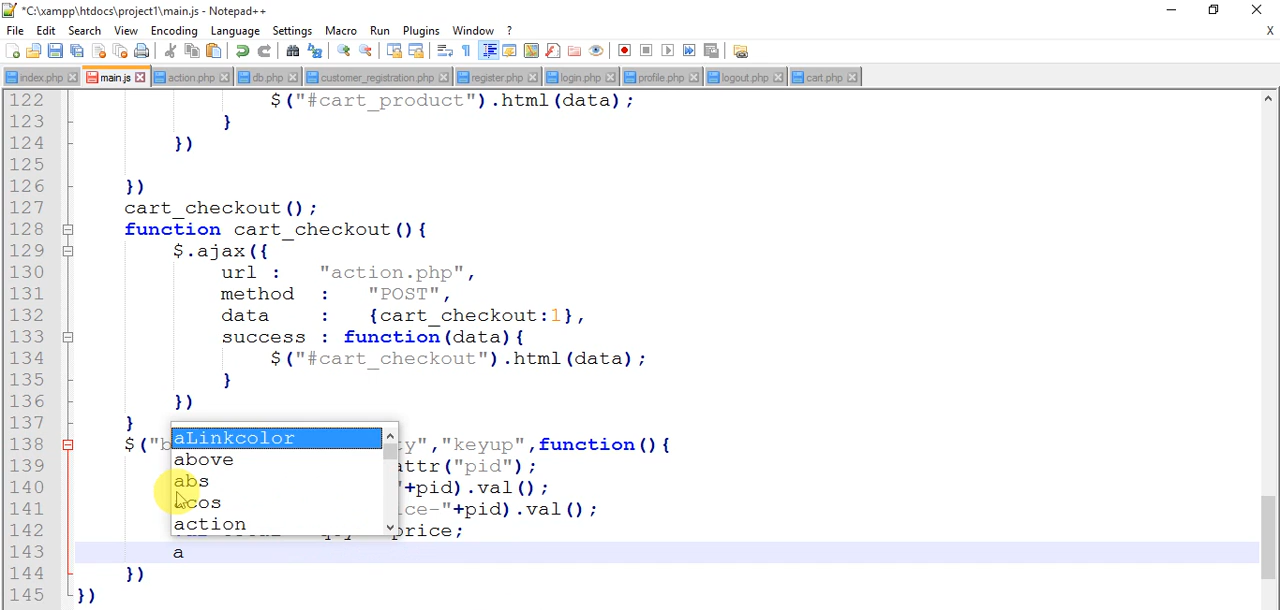 *C:\xampp\htdocs\project1\main.js - Notepad++
File Edit Search View Encoding Language Settings Macro Run Plugins Window ? X
index.php main.js action.php db.php customer_registration.php register.php login.php profile.php logout.php cart.php
122 $("#cart_product").html(data);
123 }
124 })
125
126 })
127 cart_checkout();
128 function cart_checkout(){
129 $.ajax({
130 url : "action.php",
131 method : "POST",
132 data : {cart_checkout:1},
133 success : function(data){
134 $("#cart_checkout").html(data);
135 }
136 })
137 }
138 $("b ty","keyup",function(){
aLinkcolor
139 attr("pid");
above
140 "+pid).val();
abs
141 ce-"+pid).val();
acos
142 price;
action
143 a
144 })
145 })